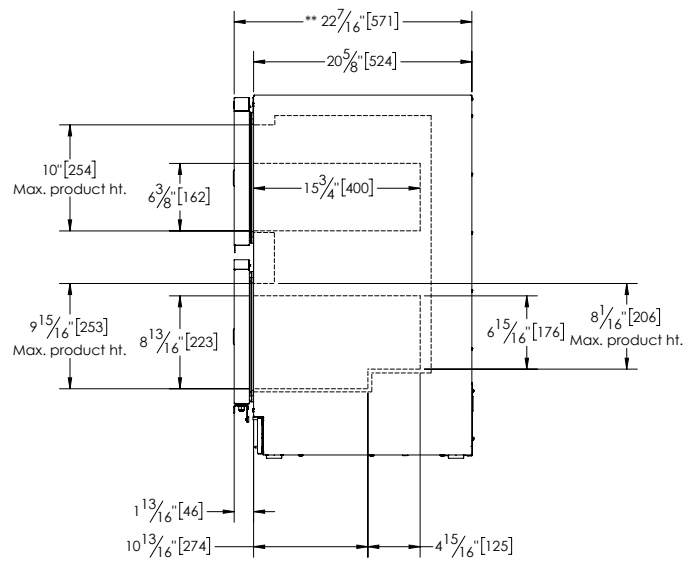 ** 22 7/16"[571]
20 5/8"[524]
10"[254]
Max. product ht.
6 3/8"[162]
15 3/4"[400]
9 15/16"[253]
Max. product ht.
8 13/16"[223]
6 15/16"[176]
8 1/16"[206]
Max. product ht.
1 13/16"[46]
10 13/16"[274]
4 15/16"[125]